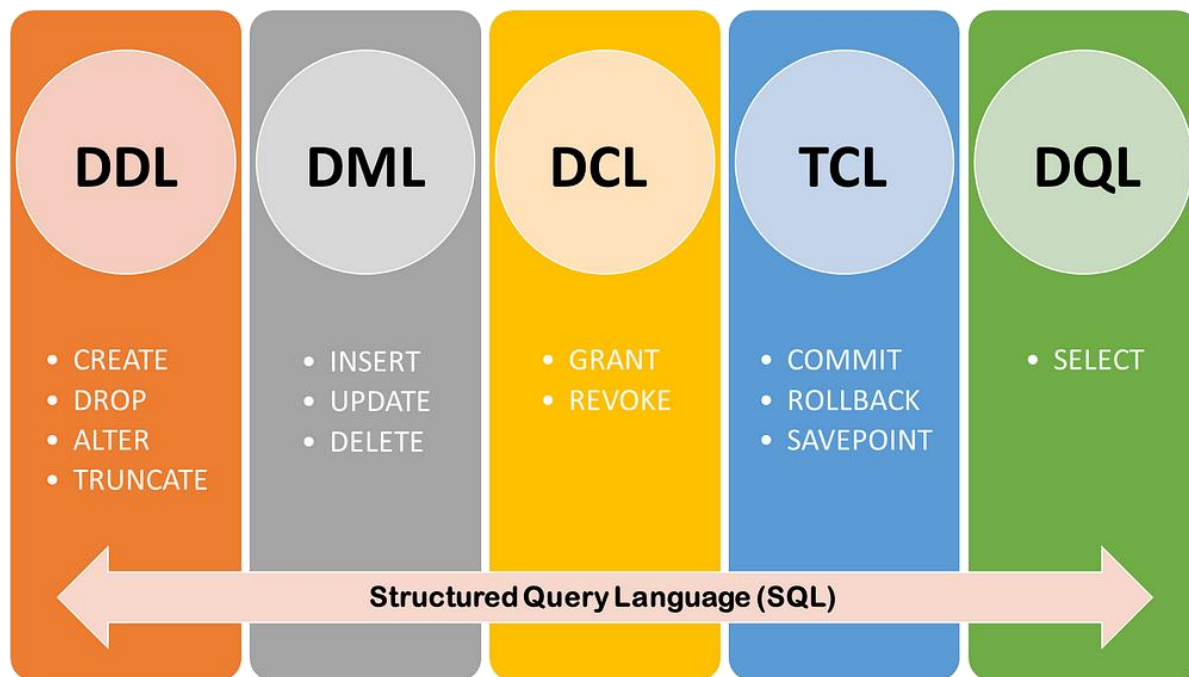 DDL
• CREATE
• DROP
• ALTER
• TRUNCATE
DML
• INSERT
• UPDATE
• DELETE
DCL
• GRANT
• REVOKE
TCL
• COMMIT
• ROLLBACK
• SAVEPOINT
DQL
• SELECT
Structured Query Language (SQL)